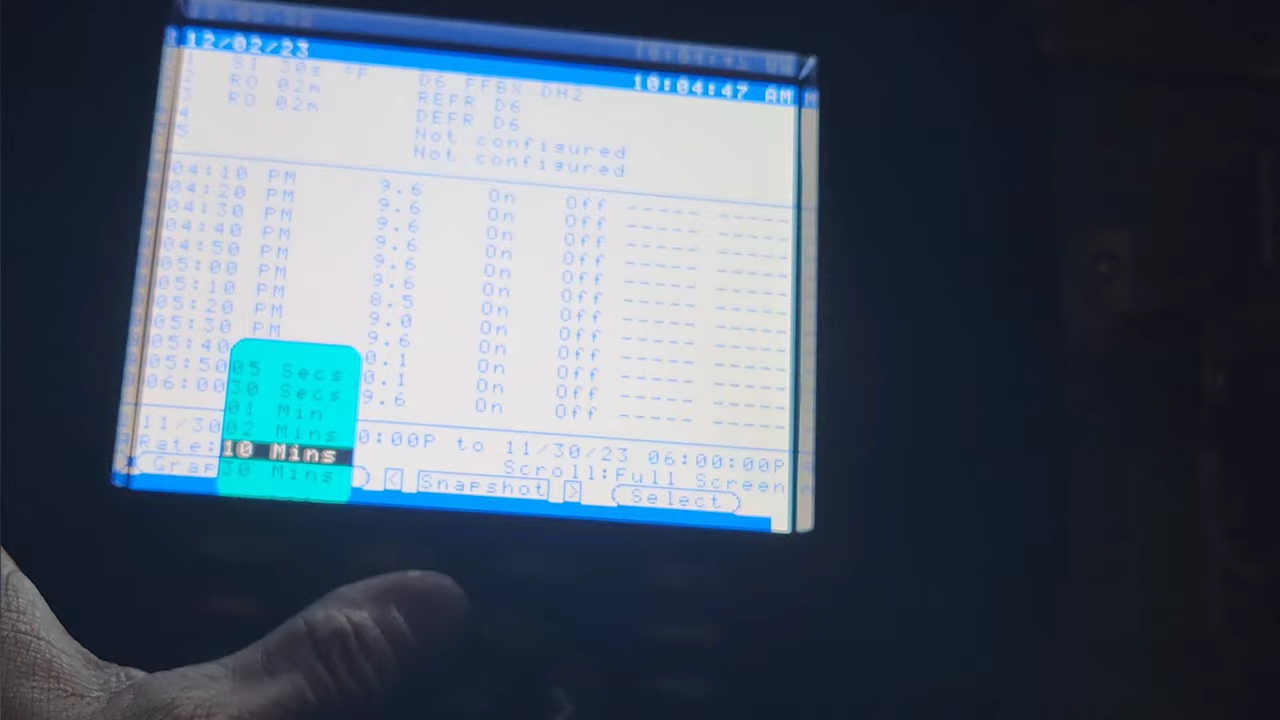 12/02/23 10:04:47 AM
1 SI 30s °F D6 FFBX DH2
2 RO 02m REFR D6
3 RO 02m DEFR D6
4 Not configured
5 Not configured
04:10 PM 9.6 On Off ----- -----
04:20 PM 9.6 On Off ----- -----
04:30 PM 9.6 On Off ----- -----
04:40 PM 9.6 On Off ----- -----
04:50 PM 9.6 On Off ----- -----
05:00 PM 9.6 On Off ----- -----
05:10 PM 8.5 On Off ----- -----
05:20 PM 9.0 On Off ----- -----
05:30 PM 9.6 On Off ----- -----
05:40 0.1 On Off ----- -----
05:50 0.1 On Off ----- -----
06:00 9.6 On Off ----- -----
05 Secs
30 Secs
01 Min
02 Mins
10 Mins
30 Mins
11/30 0:00P to 11/30/23 06:00:00P
Rate: Scroll:Full Screen
Grap < Snapshot > Select